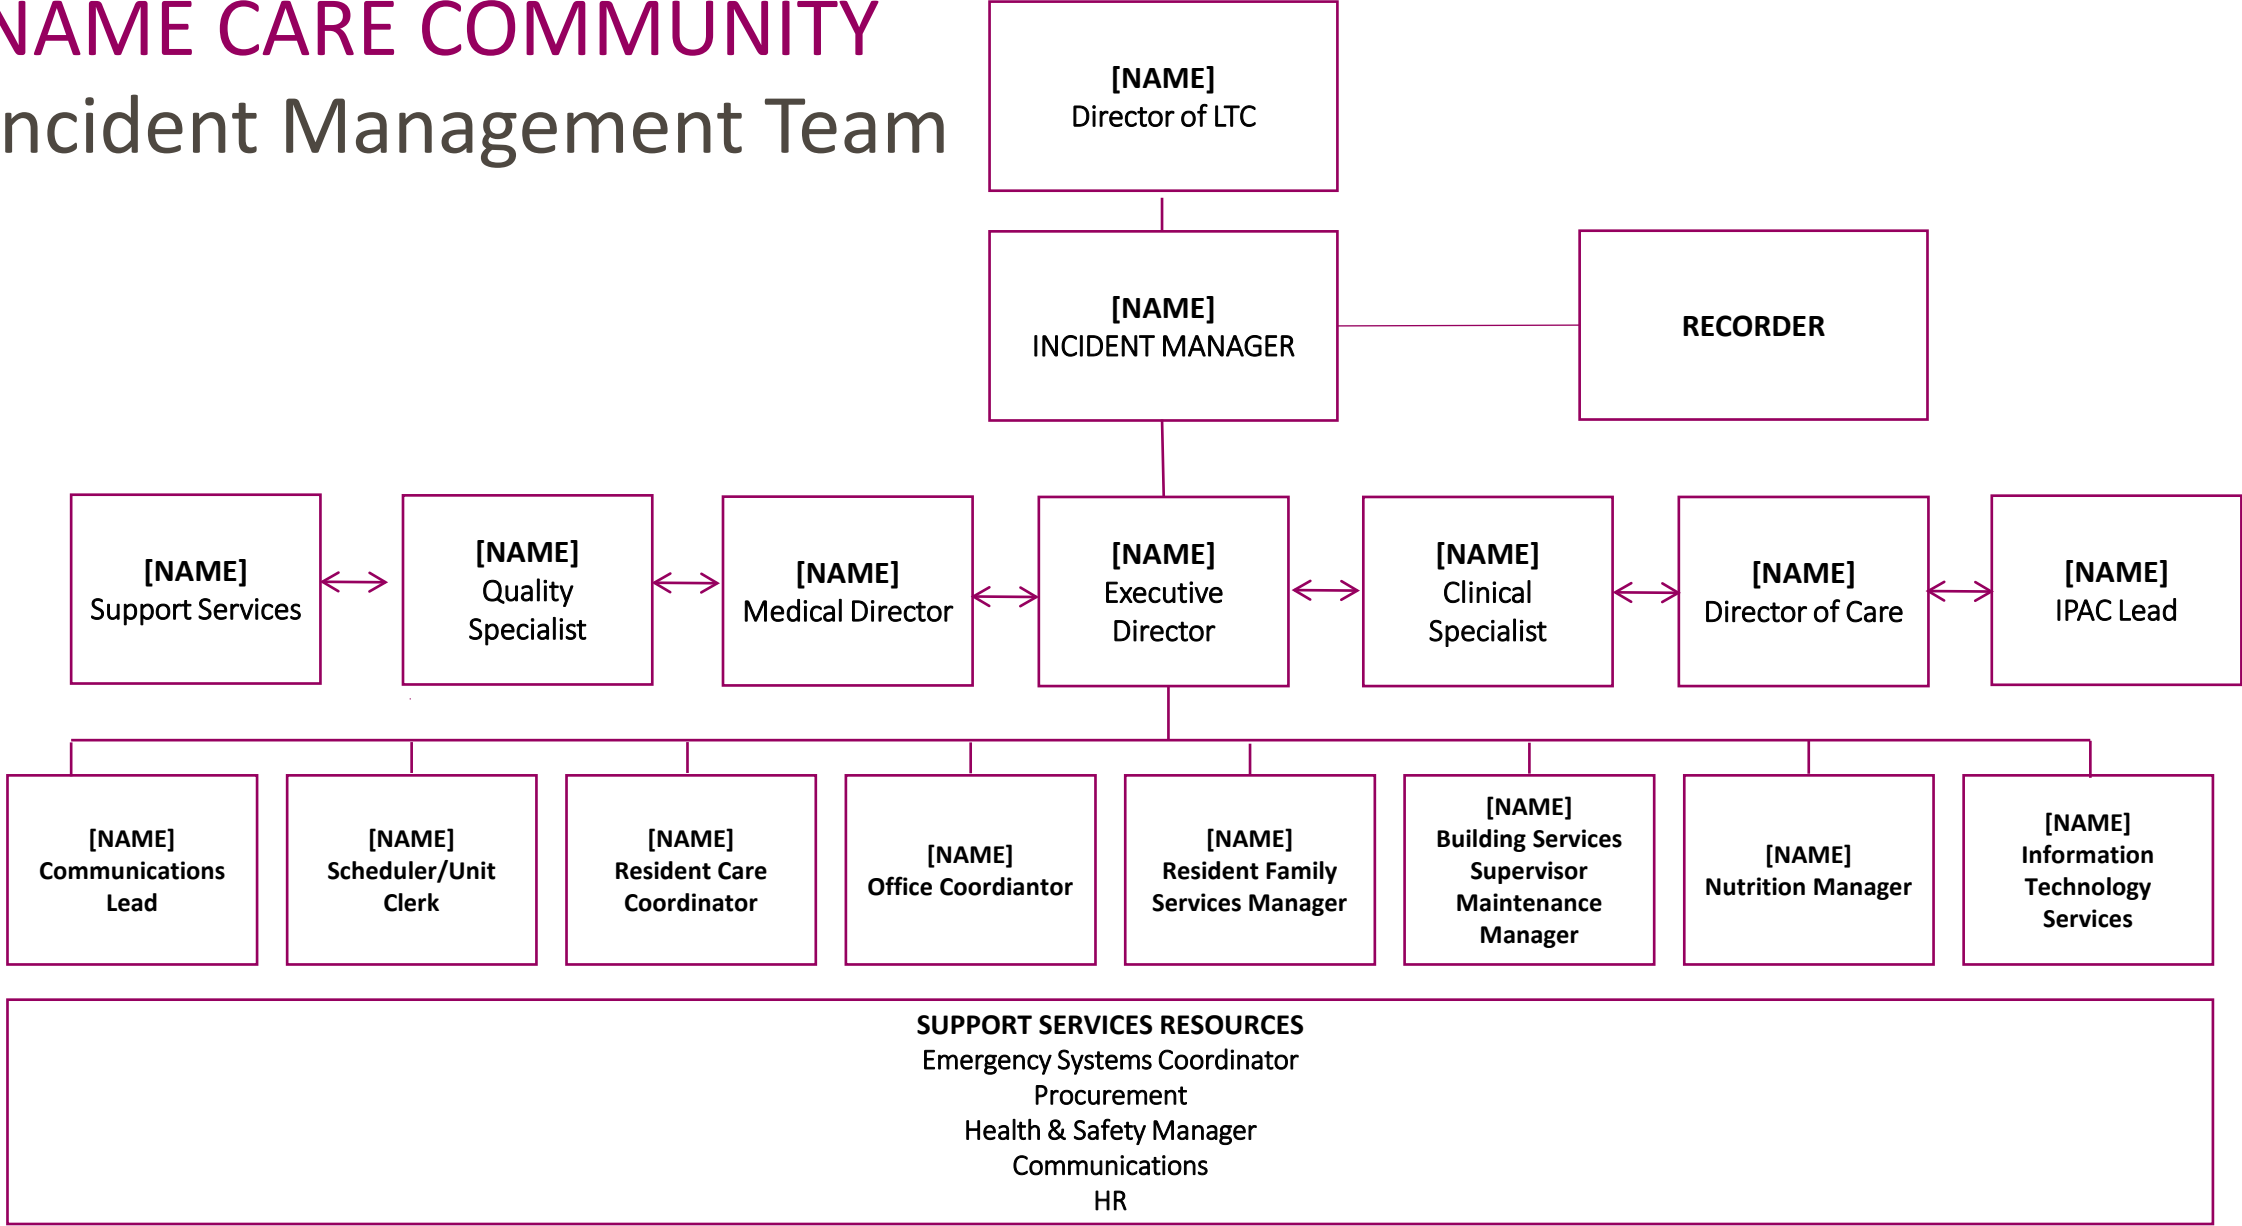 NAME CARE COMMUNITY
ncident Management Team
[NAME]
Director of LTC
[NAME]
INCIDENT MANAGER
RECORDER
[NAME]
Support Services
[NAME]
Quality
Specialist
[NAME]
Medical Director
[NAME]
Executive
Director
[NAME]
Clinical
Specialist
[NAME]
Director of Care
[NAME]
IPAC Lead
[NAME]
Communications
Lead
[NAME]
Scheduler/Unit
Clerk
[NAME]
Resident Care
Coordinator
[NAME]
Office Coordiantor
[NAME]
Resident Family
Services Manager
[NAME]
Building Services
Supervisor
Maintenance
Manager
[NAME]
Nutrition Manager
[NAME]
Information
Technology
Services
SUPPORT SERVICES RESOURCES
Emergency Systems Coordinator
Procurement
Health & Safety Manager
Communications
HR